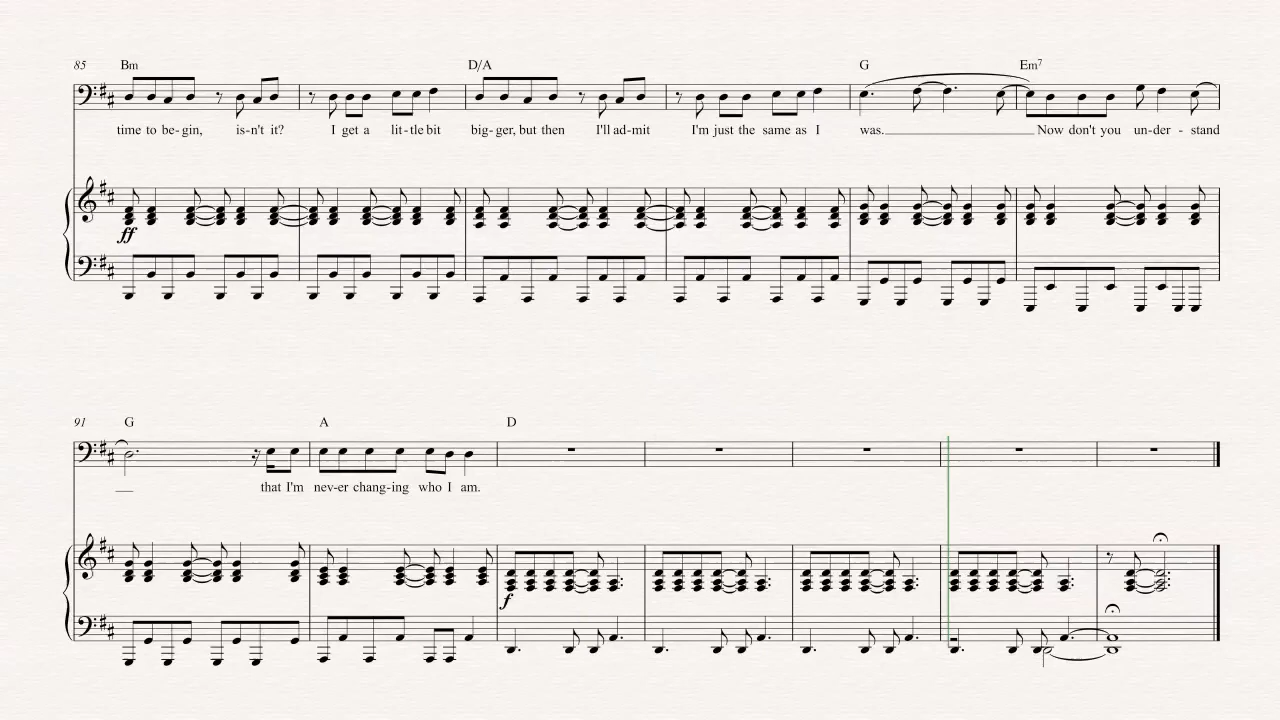 85 Bm D/A G Em7
time to be-gin, is-n't it? I get a lit-tle bit big-ger, but then I'll ad-mit I'm just the same as I was. Now don't you un-der - stand
ff
91 G A D
that I'm nev-er chang-ing who I am.
f